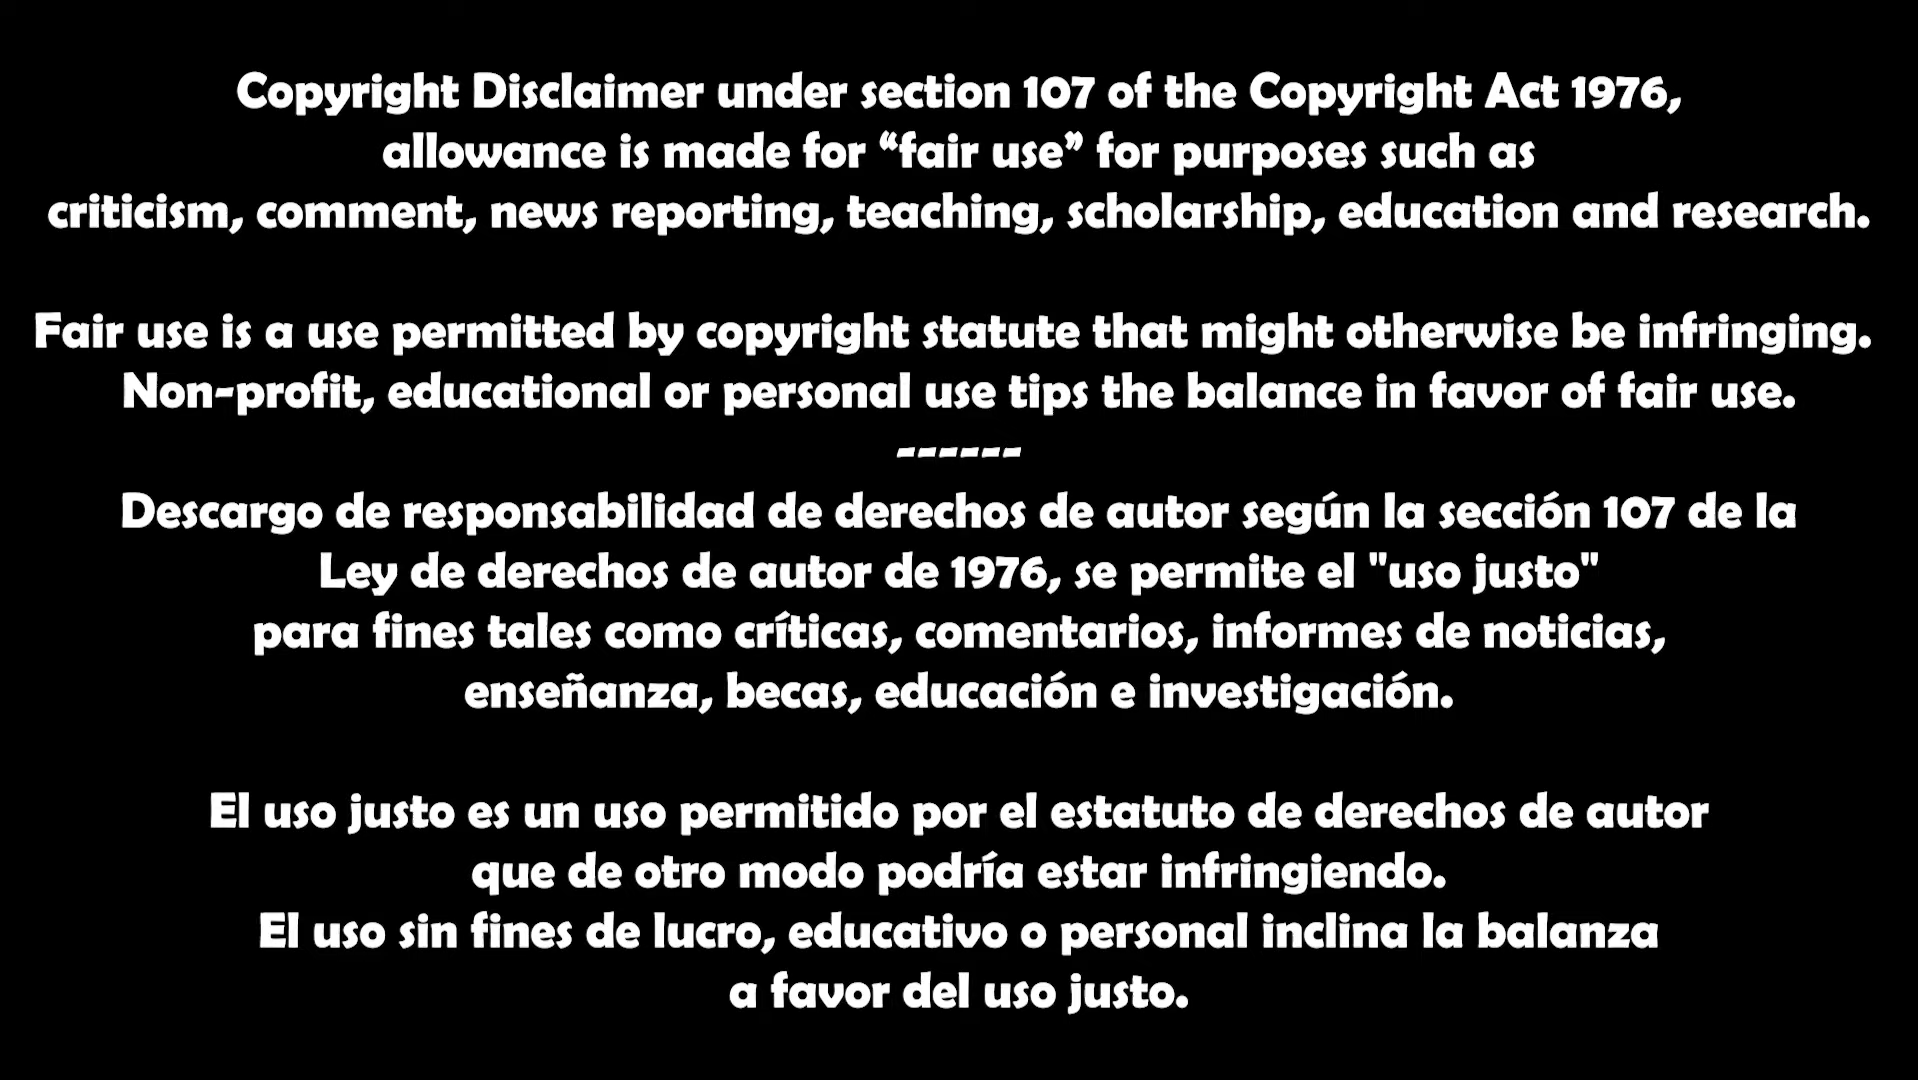 Copyright Disclaimer under section 107 of the Copyright Act 1976,
allowance is made for “fair use” for purposes such as
criticism, comment, news reporting, teaching, scholarship, education and research.
Fair use is a use permitted by copyright statute that might otherwise be infringing.
Non-profit, educational or personal use tips the balance in favor of fair use.
------
Descargo de responsabilidad de derechos de autor según la sección 107 de la
Ley de derechos de autor de 1976, se permite el "uso justo"
para fines tales como críticas, comentarios, informes de noticias,
enseñanza, becas, educación e investigación.
El uso justo es un uso permitido por el estatuto de derechos de autor
que de otro modo podría estar infringiendo.
El uso sin fines de lucro, educativo o personal inclina la balanza
a favor del uso justo.